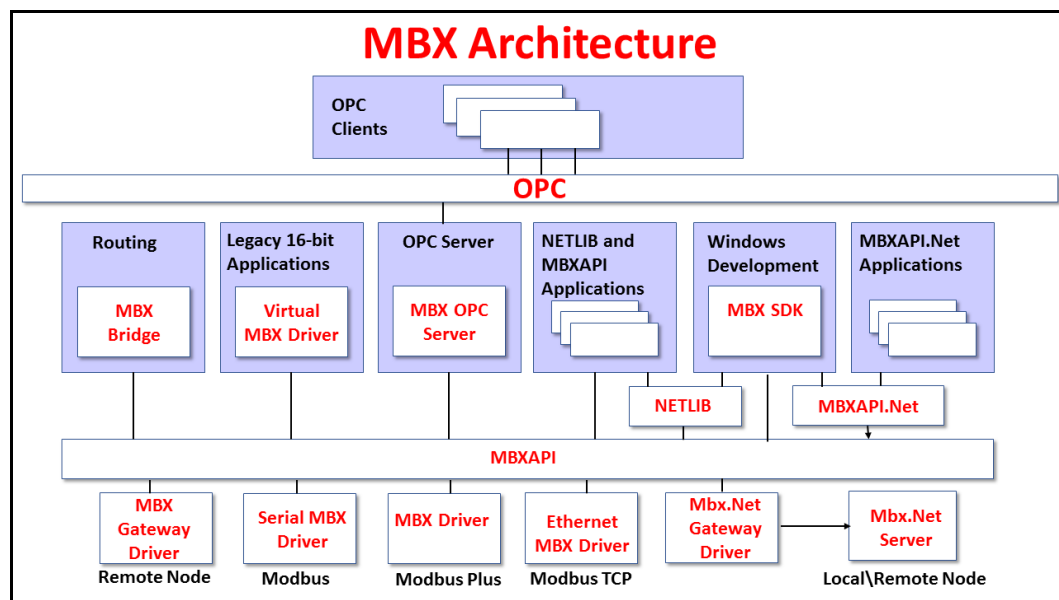 MBX Architecture
OPC
Clients
OPC
Routing
MBX
Bridge
Legacy 16-bit
Applications
Virtual
MBX Driver
OPC Server
MBX OPC
Server
NETLIB and
MBXAPI
Applications
Windows
Development
MBX SDK
MBXAPI.Net
Applications
NETLIB
MBXAPI.Net
MBXAPI
MBX
Gateway
Driver
Remote Node
Serial MBX
Driver
Modbus
MBX Driver
Modbus Plus
Ethernet
MBX Driver
Modbus TCP
Mbx.Net
Gateway
Driver
Mbx.Net
Server
Local\Remote Node